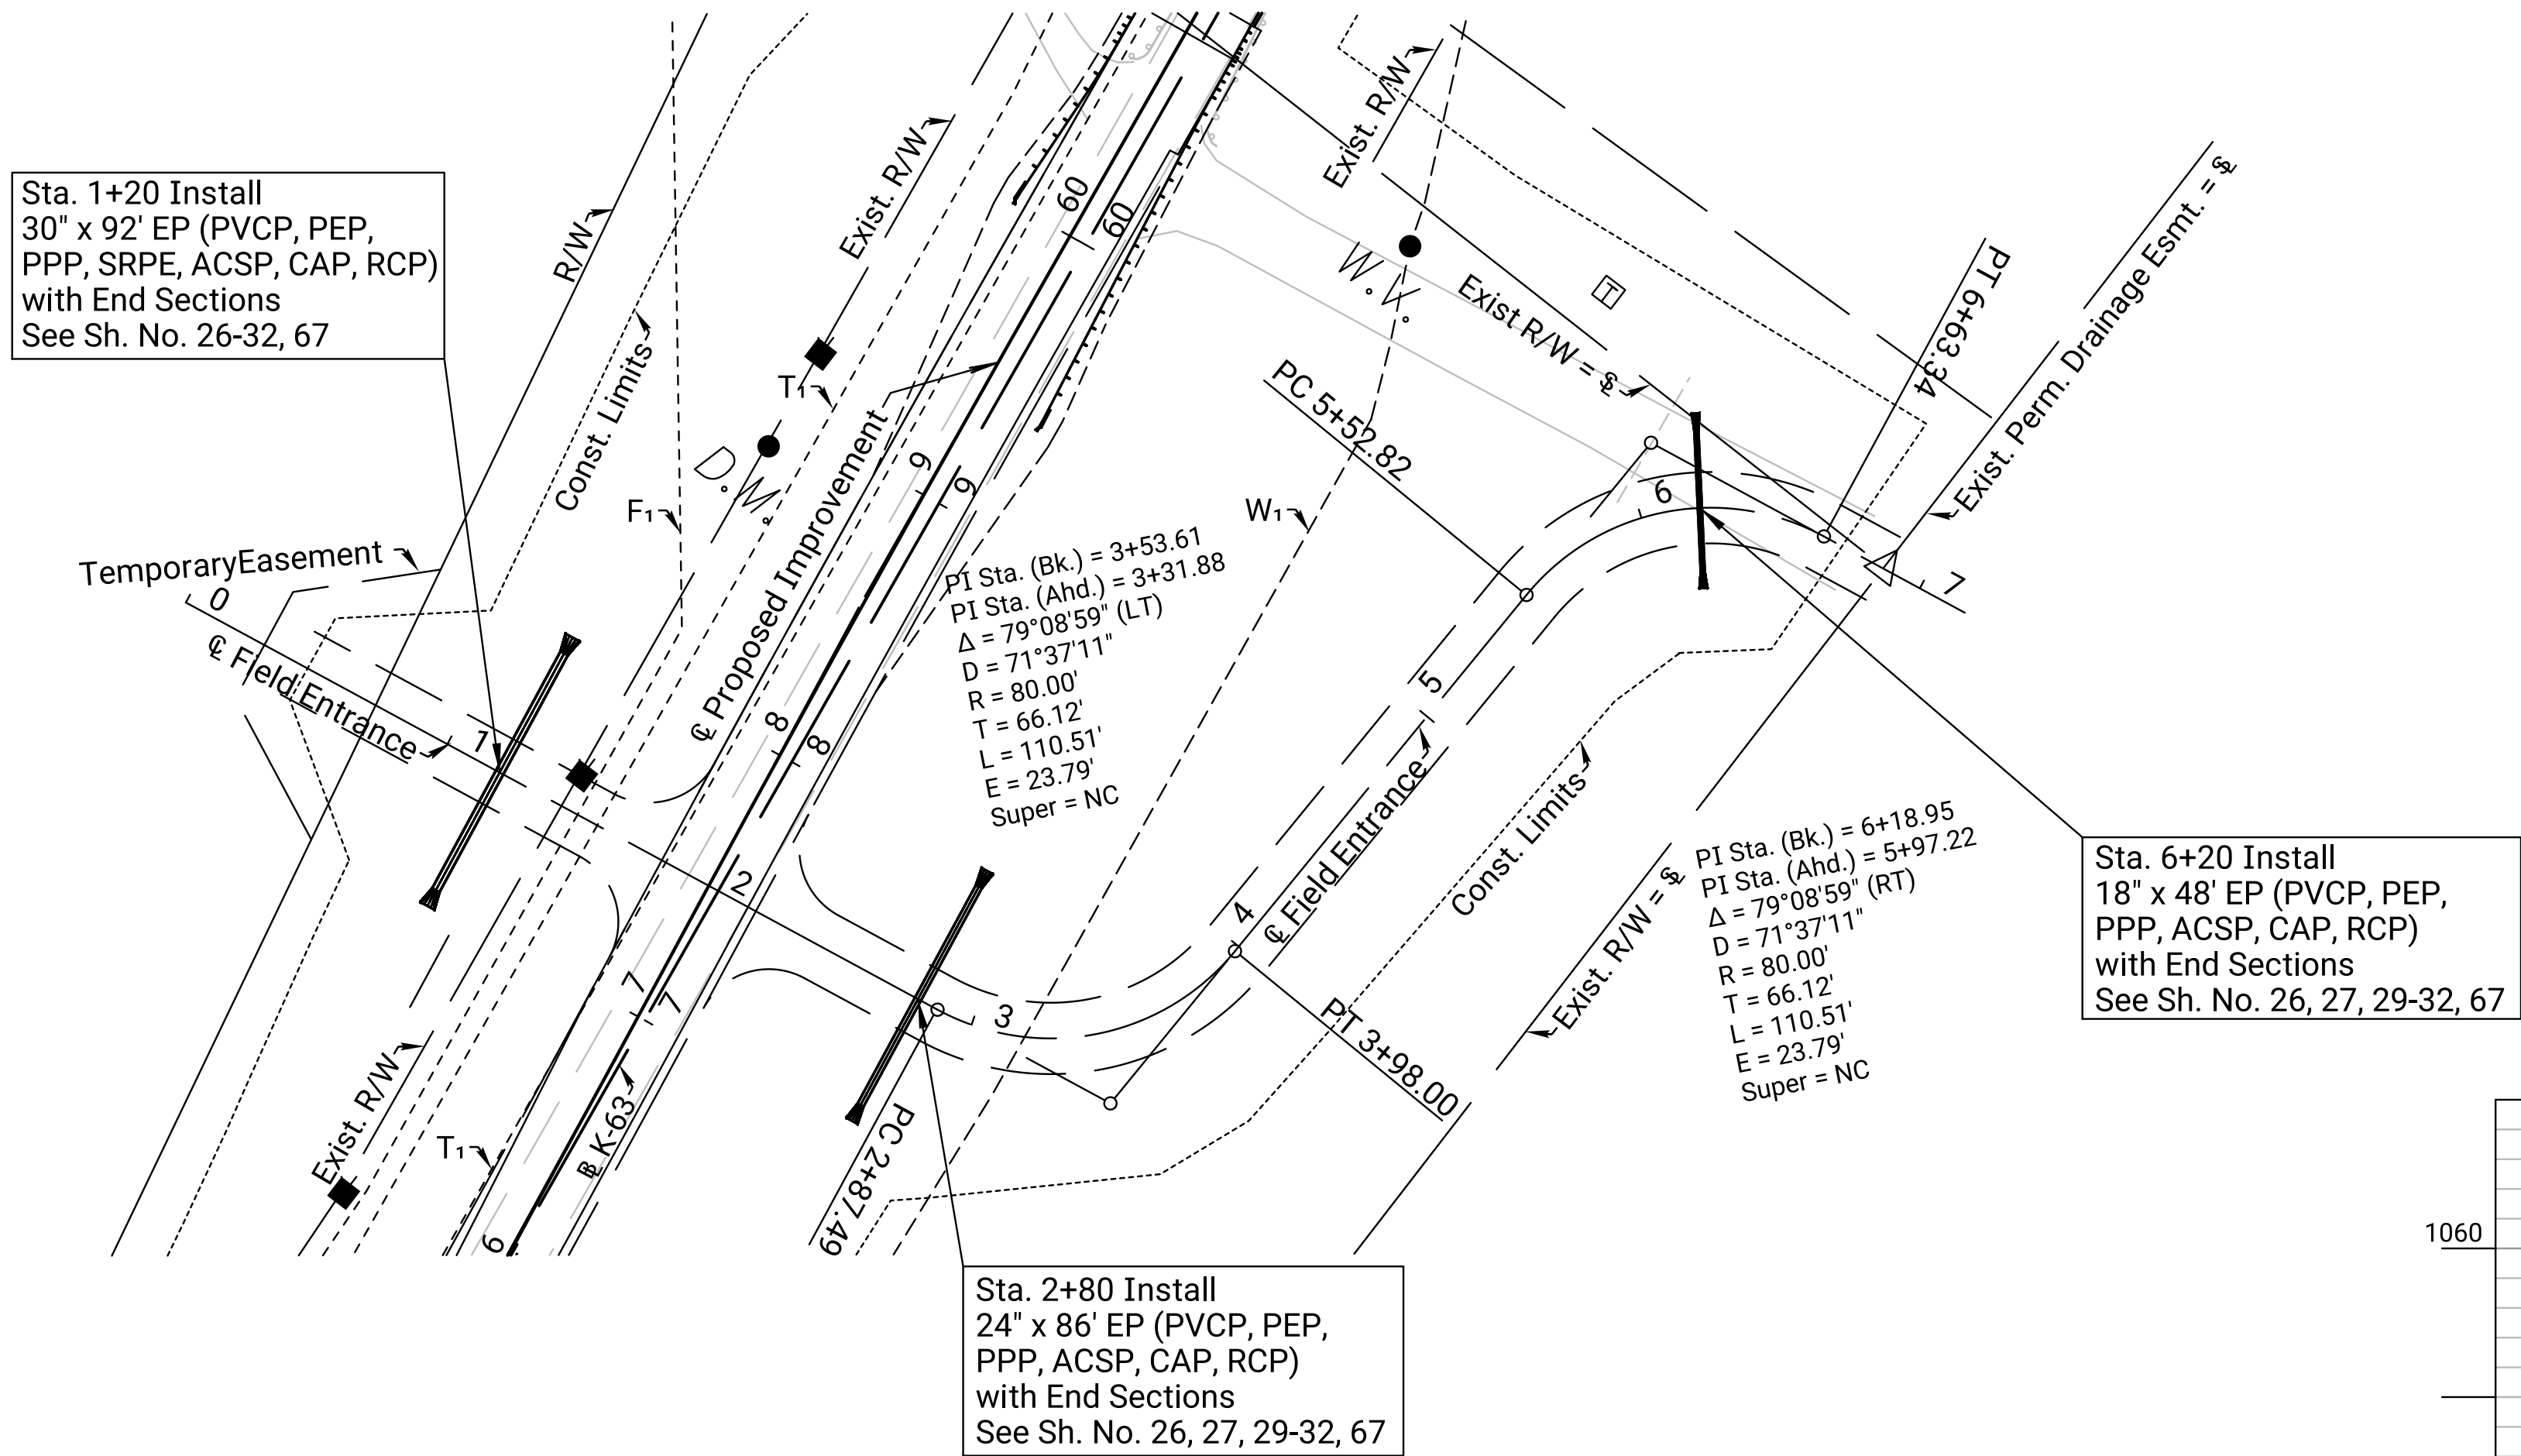 Sta. 1+20 Install
30" x 92' EP (PVCP, PEP,
PPP, SRPE, ACSP, CAP, RCP)
with End Sections
See Sh. No. 26-32, 67
R/W
Exist. R/W
Exist. R/W
Const. Limits
60
60
W.V.
T
Exist R/W = ⅊
PT 6+63.34
Exist. Perm. Drainage Esmt. = ⅊
PC 5+52.82
T1
D.W.
F1
W1
9
9
6
7
TemporaryEasement
0
℄ Field Entrance
1
℄ Proposed Improvement
8
8
PI Sta. (Bk.) = 3+53.61
PI Sta. (Ahd.) = 3+31.88
Δ = 79°08'59" (LT)
D = 71°37'11"
R = 80.00'
T = 66.12'
L = 110.51'
E = 23.79'
Super = NC
5
4
℄ Field Entrance
Const. Limits
2
7
7
3
PT 3+98.00
Exist. R/W = ⅊
PI Sta. (Bk.) = 6+18.95
PI Sta. (Ahd.) = 5+97.22
Δ = 79°08'59" (RT)
D = 71°37'11"
R = 80.00'
T = 66.12'
L = 110.51'
E = 23.79'
Super = NC
Sta. 6+20 Install
18" x 48' EP (PVCP, PEP,
PPP, ACSP, CAP, RCP)
with End Sections
See Sh. No. 26, 27, 29-32, 67
Exist. R/W
T1
BL K-63
6
PC 2+87.49
1060
Sta. 2+80 Install
24" x 86' EP (PVCP, PEP,
PPP, ACSP, CAP, RCP)
with End Sections
See Sh. No. 26, 27, 29-32, 67